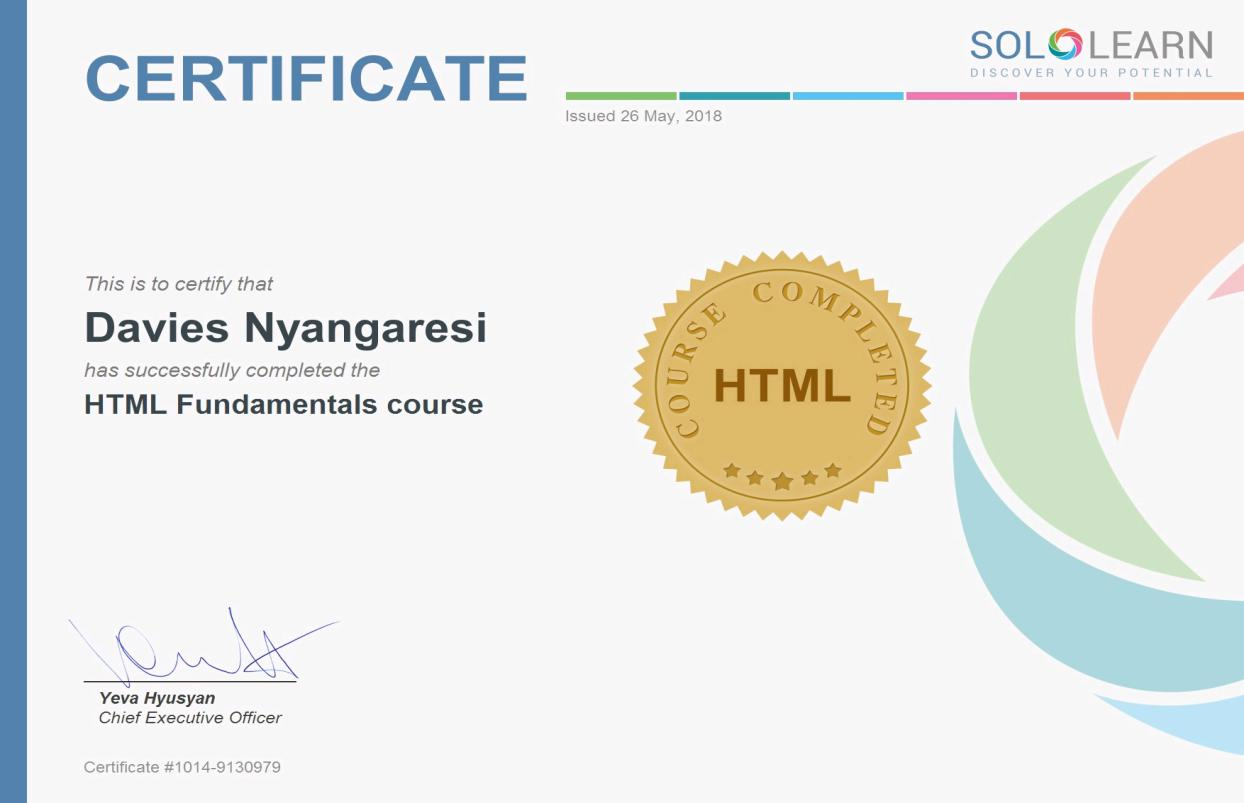 CERTIFICATE
SOLOLEARN
DISCOVER YOUR POTENTIAL
Issued 26 May, 2018
This is to certify that
Davies Nyangaresi
has successfully completed the
HTML Fundamentals course
COURSE COMPLETED
HTML
Yeva Hyusyan
Chief Executive Officer
Certificate #1014-9130979